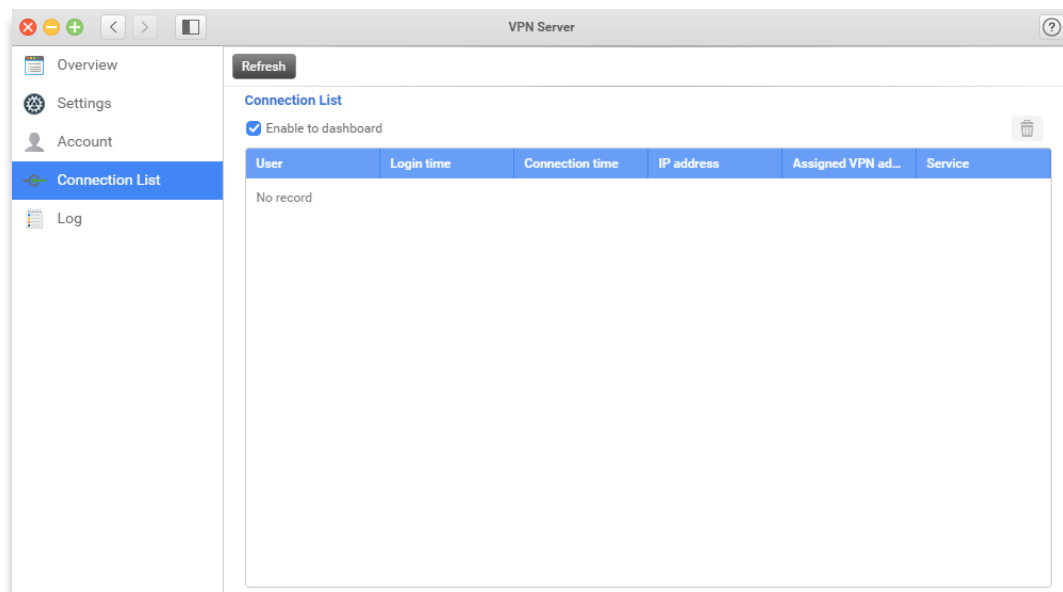 VPN Server
?
Overview
Settings
Account
Connection List
Log
Refresh
Connection List
Enable to dashboard
User Login time Connection time IP address Assigned VPN ad... Service
No record